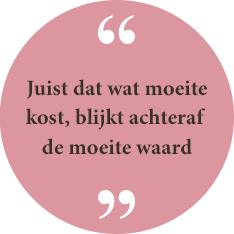 “
Juist dat wat moeite
kost, blijkt achteraf
de moeite waard
”